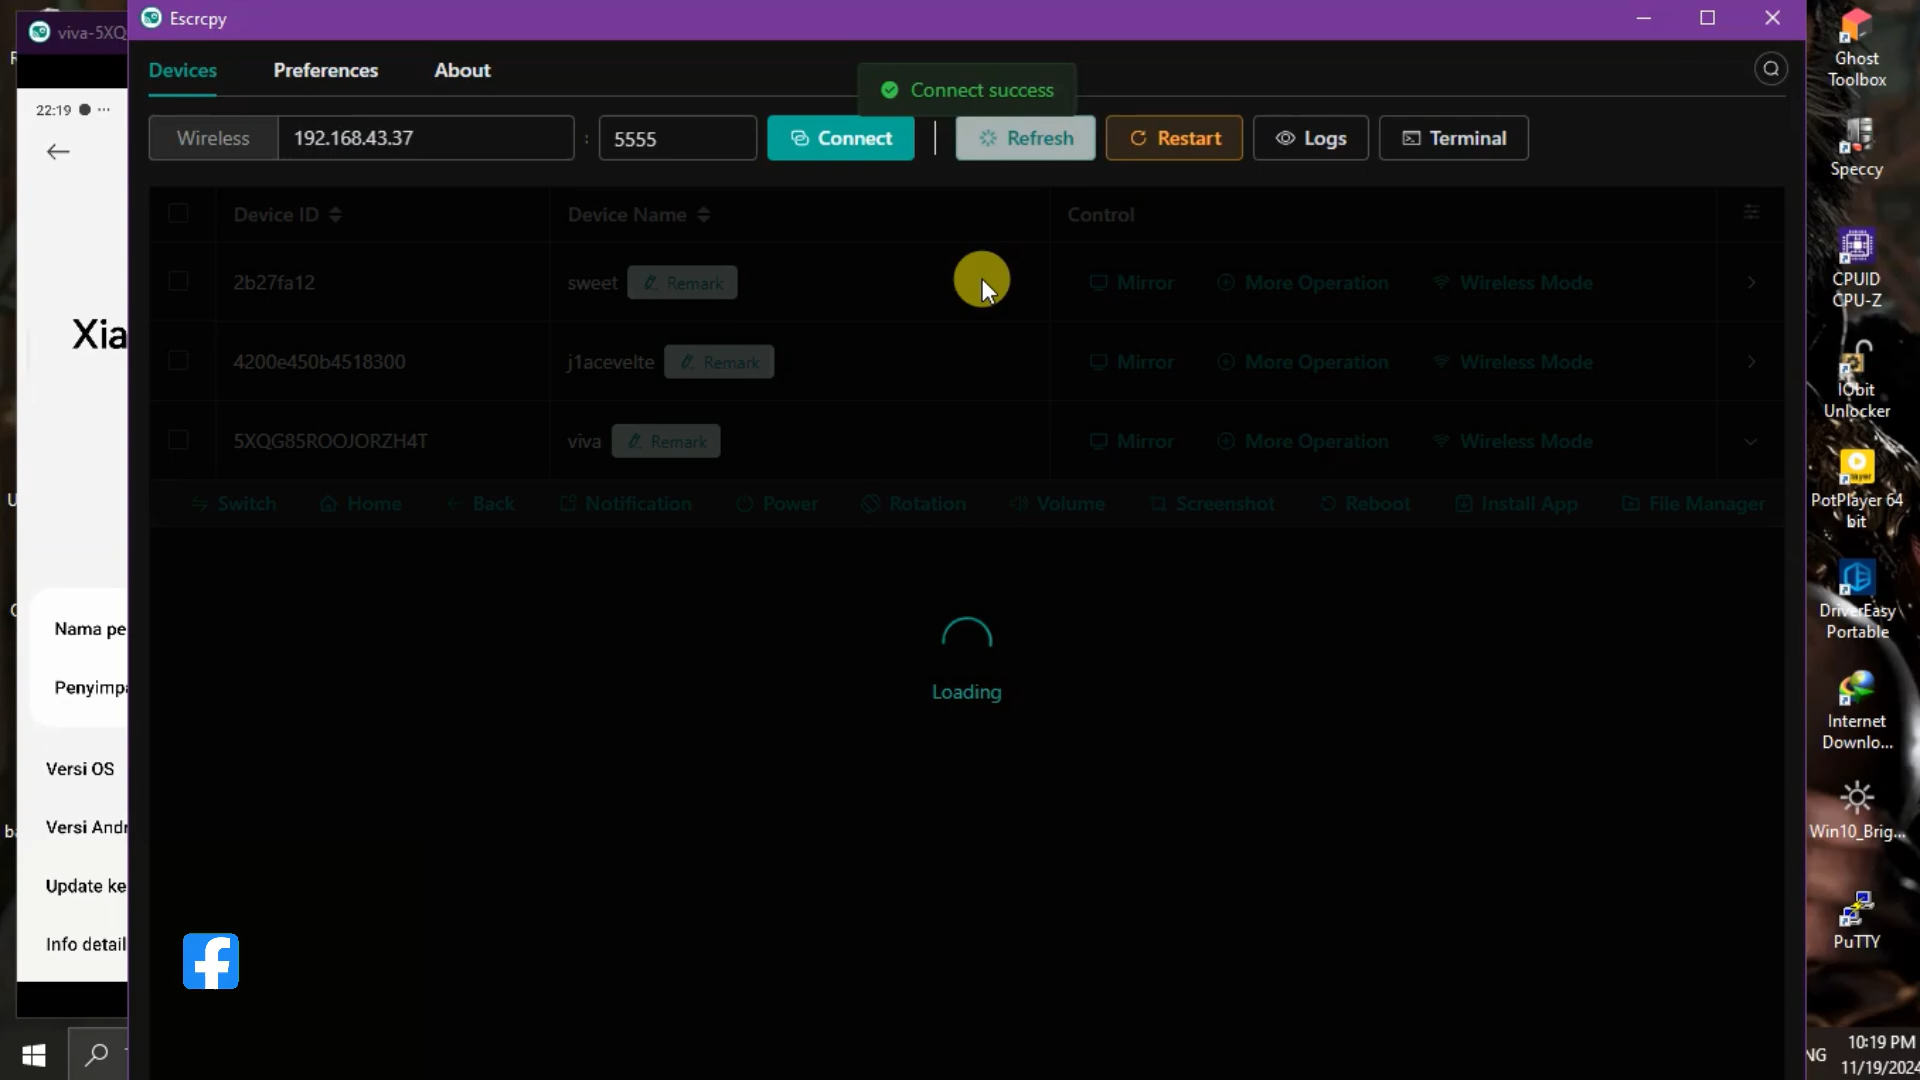 viva-5XQ
Escrcpy
Devices Preferences About
Connect success
22:19
Wireless 192.168.43.37 : 5555 Connect Refresh Restart Logs Terminal
Device ID Device Name Control
2b27fa12 sweet Remark Mirror More Operation Wireless Mode
4200e450b4518300 j1acevelte Remark Mirror More Operation Wireless Mode
5XQG85ROOJORZH4T viva Remark Mirror More Operation Wireless Mode
Switch Home Back Notification Power Rotation Volume Screenshot Reboot Install App File Manager
Loading
Xia
Nama pe
Penyimpa
Versi OS
Versi Andr
Update ke
Info detail
Ghost
Toolbox
Speccy
CPUID
CPU-Z
IObit
Unlocker
PotPlayer 64
bit
DriverEasy
Portable
Internet
Downlo...
Win10_Brig...
PuTTY
NG 10:19 PM
11/19/2024